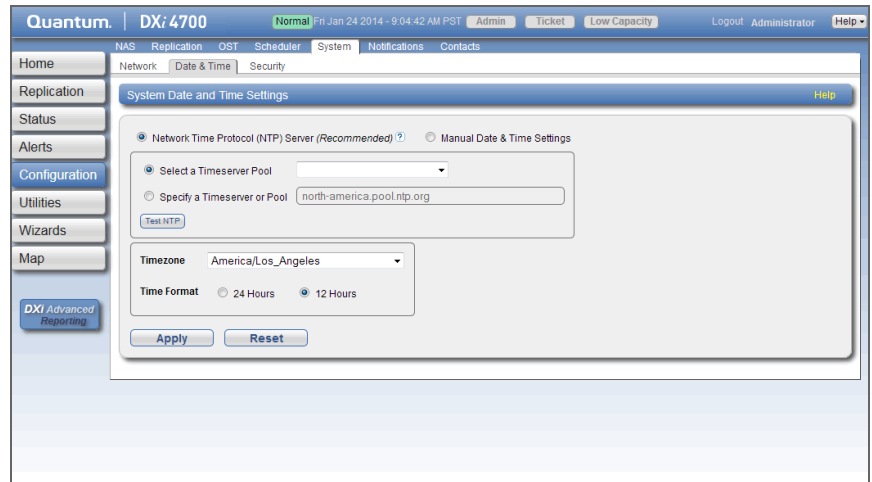 Quantum. DXi 4700 Normal Fri Jan 24 2014 - 9:04:42 AM PST Admin Ticket Low Capacity Logout Administrator Help
NAS Replication OST Scheduler System Notifications Contacts
Home
Network Date & Time Security
Replication
System Date and Time Settings Help
Status
Network Time Protocol (NTP) Server (Recommended) ? Manual Date & Time Settings
Alerts
Select a Timeserver Pool
Configuration
Specify a Timeserver or Pool north-america.pool.ntp.org
Utilities
Test NTP
Wizards
Map
Timezone America/Los_Angeles
Time Format 24 Hours 12 Hours
DXi Advanced
Reporting
Apply Reset